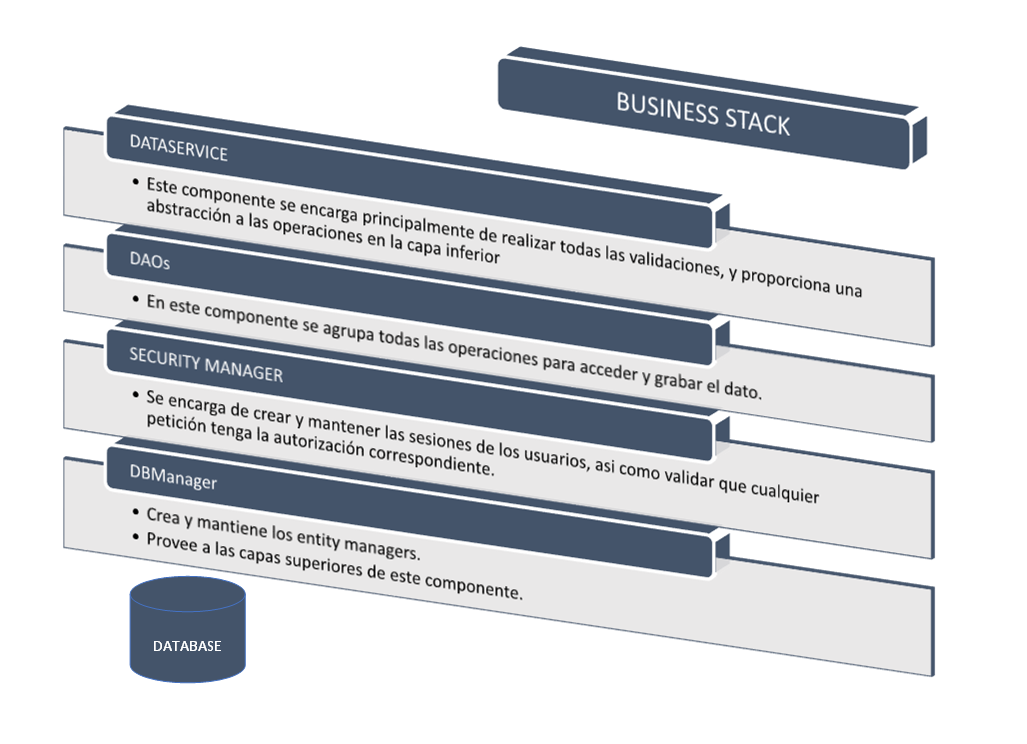 BUSINESS STACK
DATASERVICE
• Este componente se encarga principalmente de realizar todas las validaciones, y proporciona una
abstracción a las operaciones en la capa inferior
DAOs
• En este componente se agrupa todas las operaciones para acceder y grabar el dato.
SECURITY MANAGER
• Se encarga de crear y mantener las sesiones de los usuarios, asi como validar que cualquier
petición tenga la autorización correspondiente.
DBManager
• Crea y mantiene los entity managers.
• Provee a las capas superiores de este componente.
DATABASE